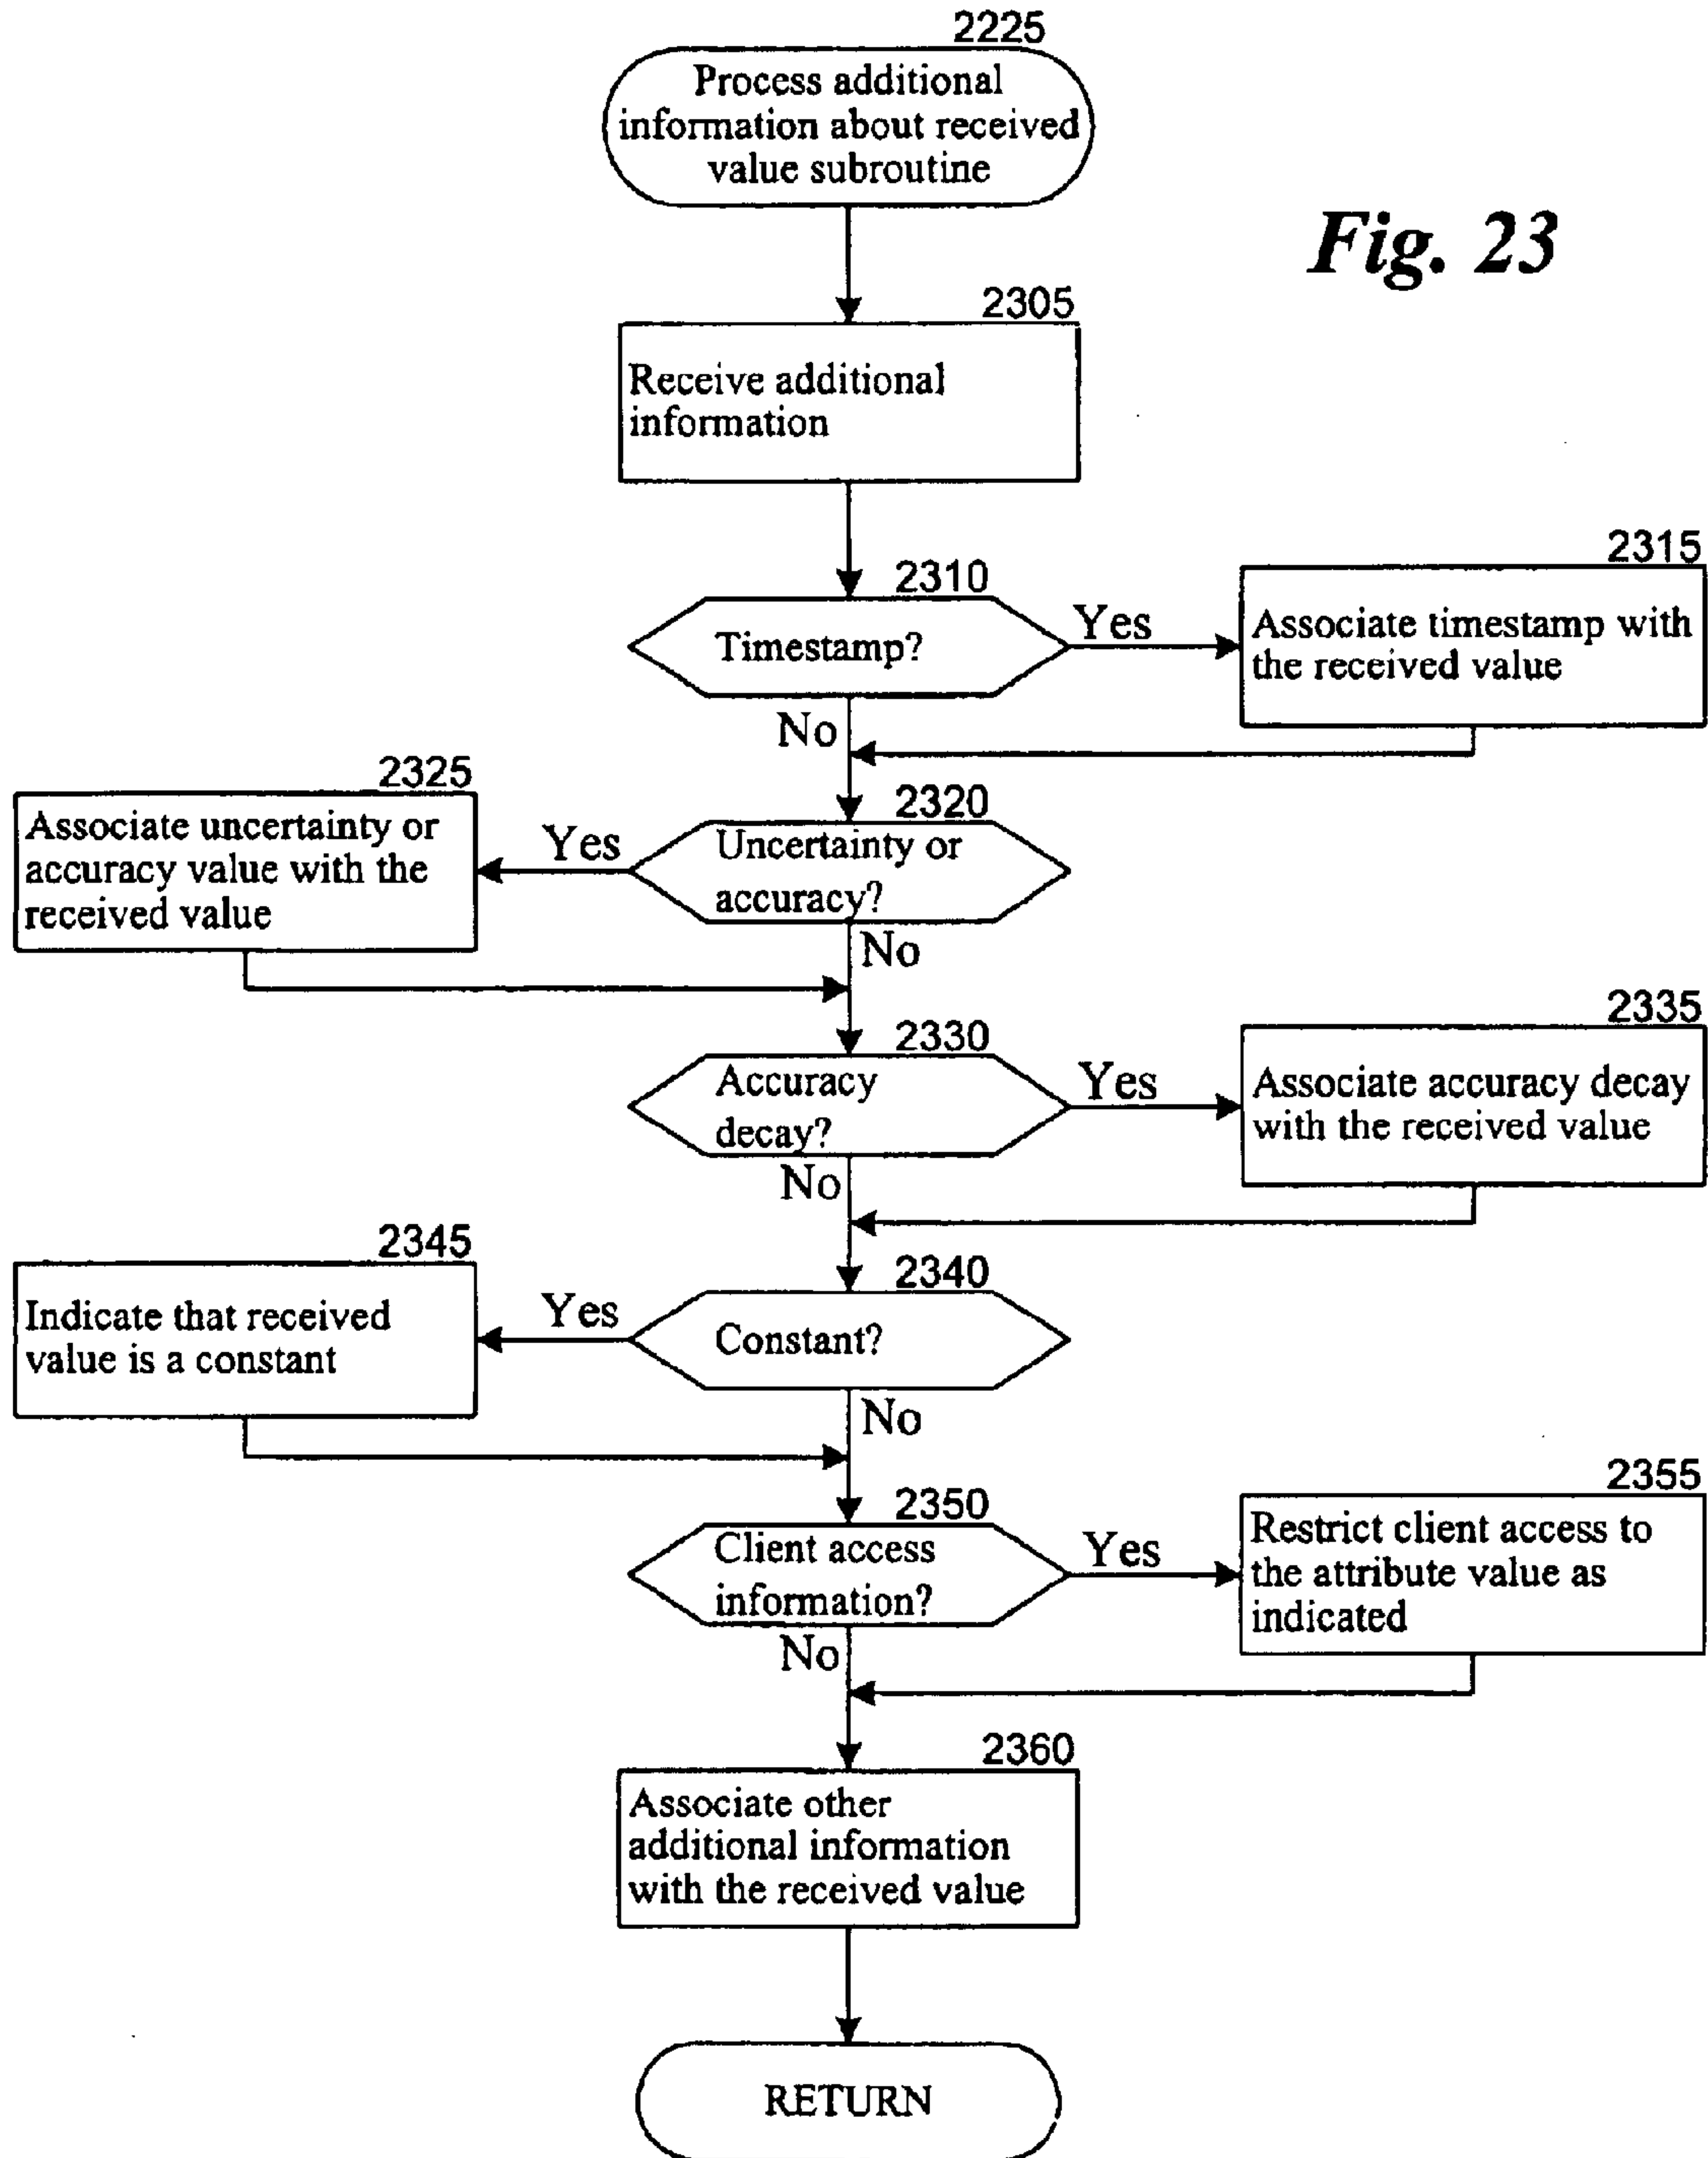 2225
Process additional
information about received
value subroutine
Fig. 23
2305
Receive additional
information
2310
Timestamp?
Yes
2315
Associate timestamp with
the received value
No
2320
Uncertainty or
accuracy?
Yes
2325
Associate uncertainty or
accuracy value with the
received value
No
2330
Accuracy
decay?
Yes
2335
Associate accuracy decay
with the received value
No
2340
Constant?
Yes
2345
Indicate that received
value is a constant
No
2350
Client access
information?
Yes
2355
Restrict client access to
the attribute value as
indicated
No
2360
Associate other
additional information
with the received value
RETURN